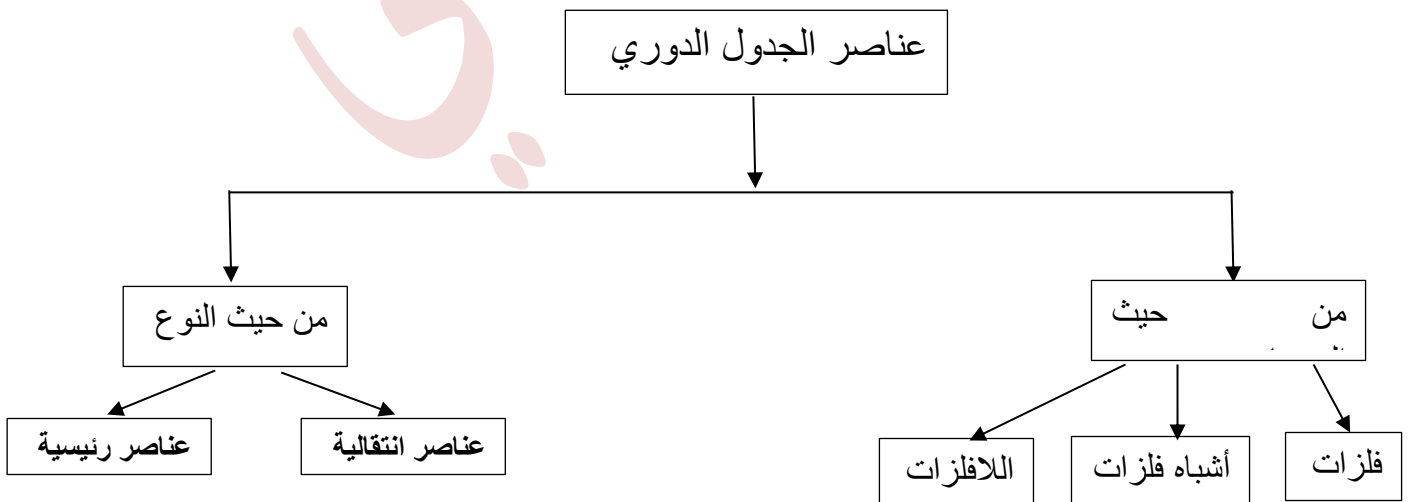 عناصر الجدول الدوري
من حيث
من حيث النوع
فلزات
أشباه فلزات
اللافلزات
عناصر انتقالية
عناصر رئيسية